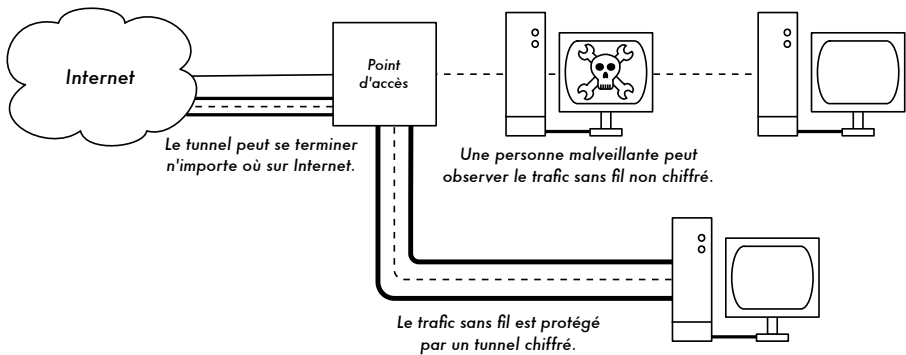 Internet
Point
d'accès
Le tunnel peut se terminer
n'importe où sur Internet.
Une personne malveillante peut
observer le trafic sans fil non chiffré.
Le trafic sans fil est protégé
par un tunnel chiffré.